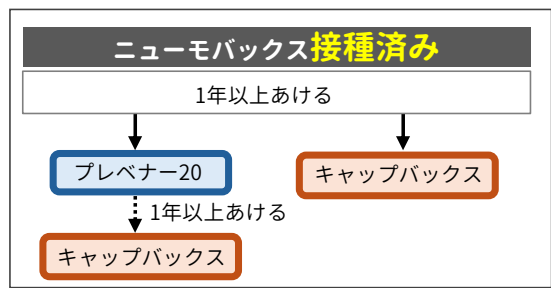 ニューモバックス接種済み
1年以上あける
プレベナー20
キャップバックス
1年以上あける
キャップバックス